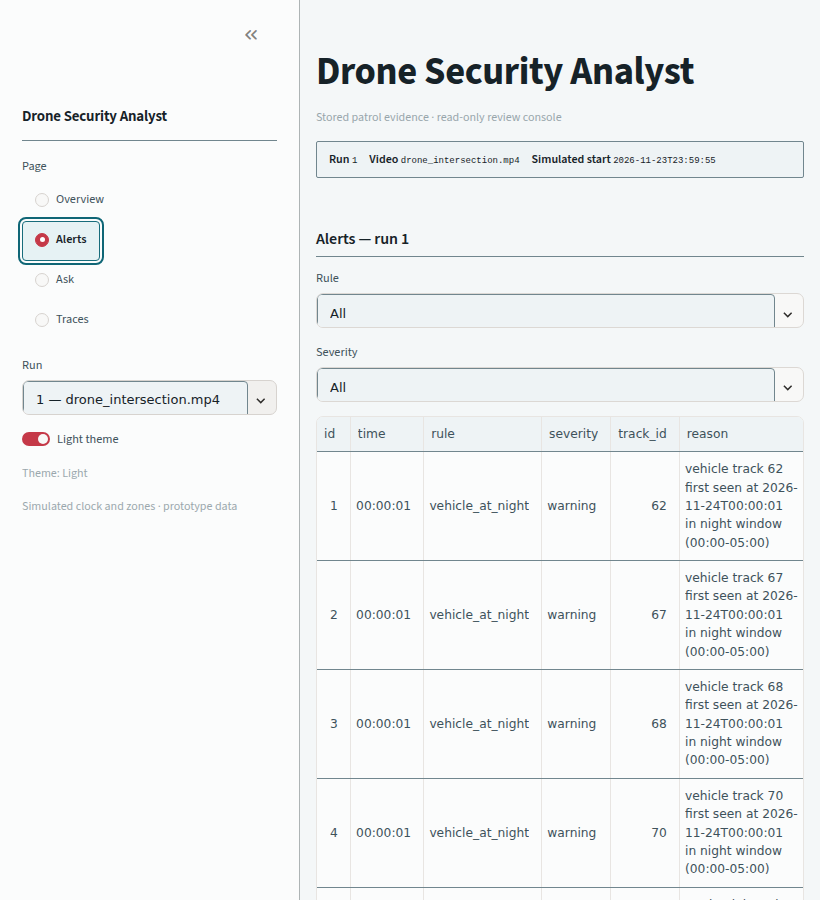 Drone Security Analyst
Page
Overview
Alerts
Ask
Traces
Run
1 — drone_intersection.mp4
Light theme
Theme: Light
Simulated clock and zones · prototype data
Drone Security Analyst
Stored patrol evidence · read-only review console
Run 1 Video drone_intersection.mp4 Simulated start 2026-11-23T23:59:55
Alerts — run 1
Rule
All
Severity
All
id time rule severity track_id reason
1 00:00:01 vehicle_at_night warning 62 vehicle track 62
first seen at 2026-
11-24T00:00:01
in night window
(00:00-05:00)
2 00:00:01 vehicle_at_night warning 67 vehicle track 67
first seen at 2026-
11-24T00:00:01
in night window
(00:00-05:00)
3 00:00:01 vehicle_at_night warning 68 vehicle track 68
first seen at 2026-
11-24T00:00:01
in night window
(00:00-05:00)
4 00:00:01 vehicle_at_night warning 70 vehicle track 70
first seen at 2026-
11-24T00:00:01
in night window
(00:00-05:00)